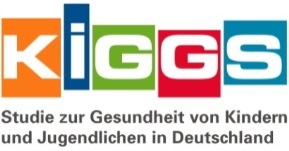 KiGGS
Studie zur Gesundheit von Kindern
und Jugendlichen in Deutschland